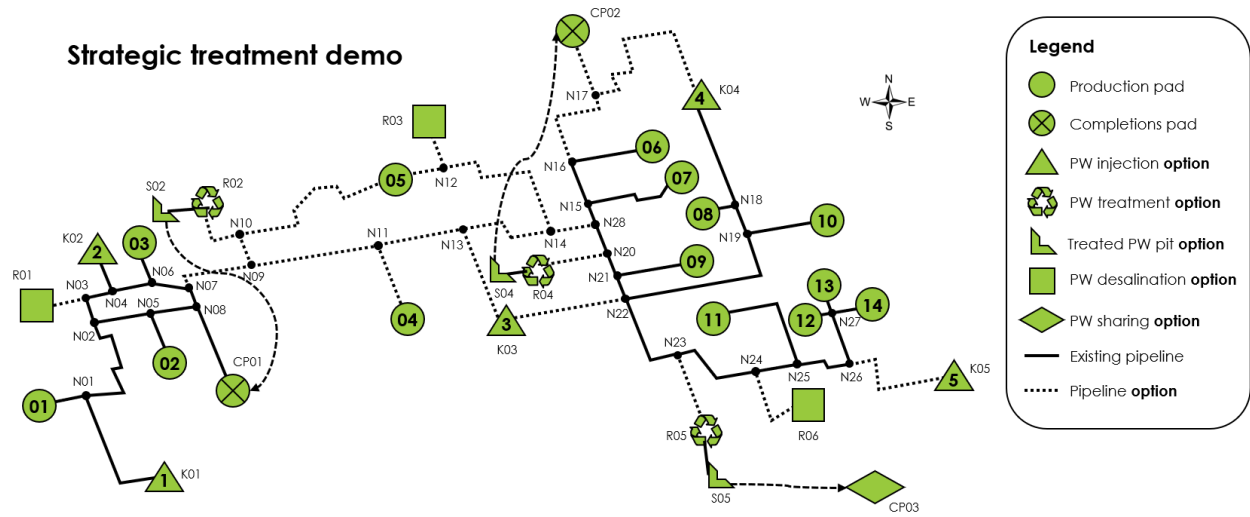 Strategic treatment demo
CP02
N17
4
K04
N
W
E
S
R03
05
N12
N16
06
07
N15
08
N18
10
N19
S02
R02
N10
K02
2
03
N11
N13
N14
N28
N20
09
N21
S04
R04
R01
N03
N04
N06
N05
N07
N08
N09
N02
04
3
K03
N22
11
13
12
14
N27
02
CP01
N23
N24
N25
N26
01
N01
5
K05
R05
R06
1
K01
S05
CP03
Legend
Production pad
Completions pad
PW injection option
PW treatment option
Treated PW pit option
PW desalination option
PW sharing option
Existing pipeline
Pipeline option